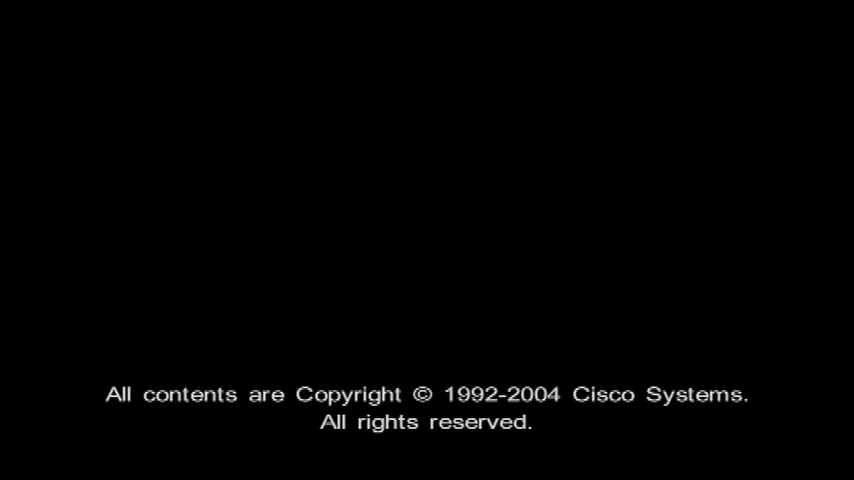 All contents are Copyright © 1992-2004 Cisco Systems.
All rights reserved.